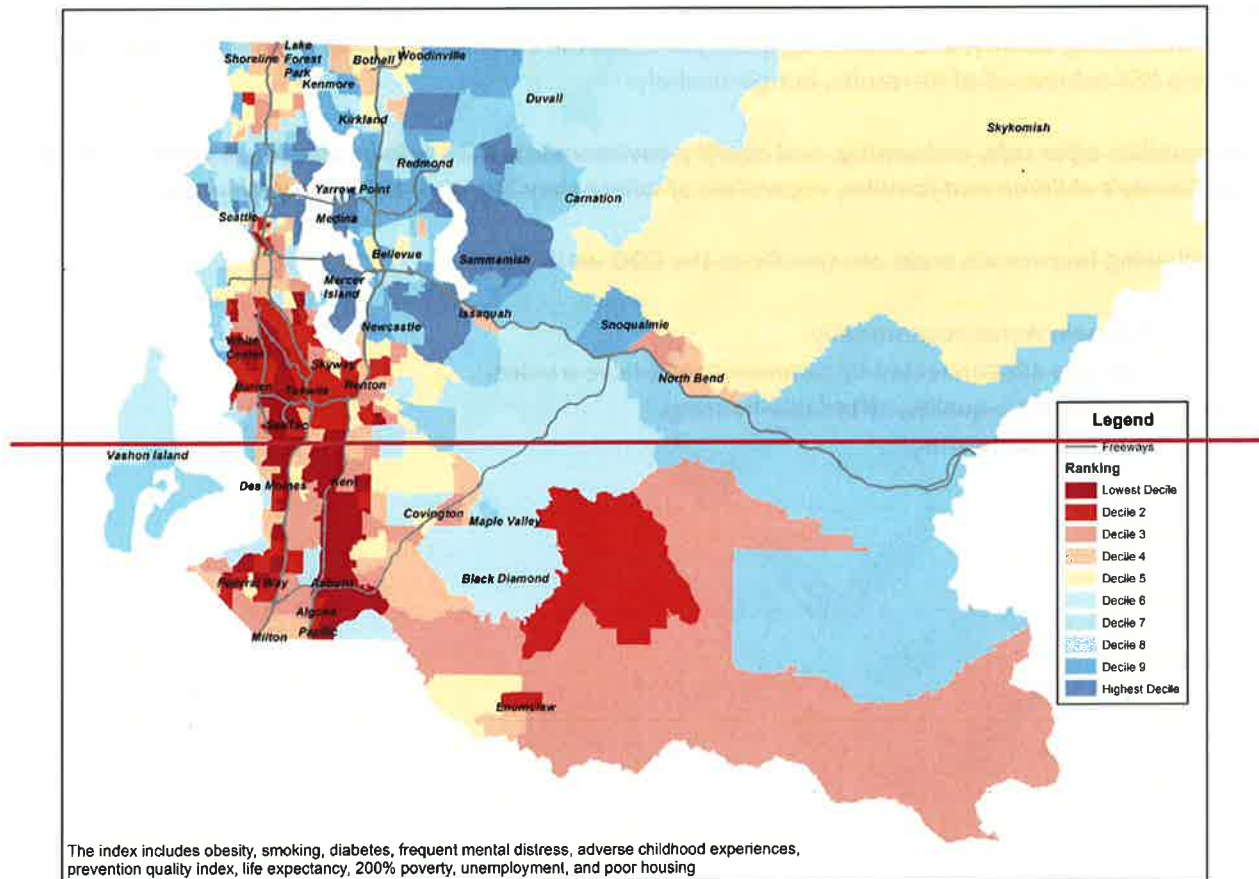 Lake
Forest
Park
Shoreline
Bothell
Woodinville
Kenmore
Duvall
Kirkland
Skykomish
Redmond
Yarrow Point
Carnation
Seattle
Medina
Bellevue
Sammamish
Mercer
Island
Issaquah
Newcastle
Snoqualmie
White
Center
Skyway
North Bend
Burien
Tukwila
Renton
SeaTac
Vashon Island
Des Moines
Kent
Covington
Maple Valley
Black Diamond
Federal Way
Auburn
Algona
Pacific
Milton
Enumclaw
Legend
Freeways
Ranking
Lowest Decile
Decile 2
Decile 3
Decile 4
Decile 5
Decile 6
Decile 7
Decile 8
Decile 9
Highest Decile
The index includes obesity, smoking, diabetes, frequent mental distress, adverse childhood experiences,
prevention quality index, life expectancy, 200% poverty, unemployment, and poor housing